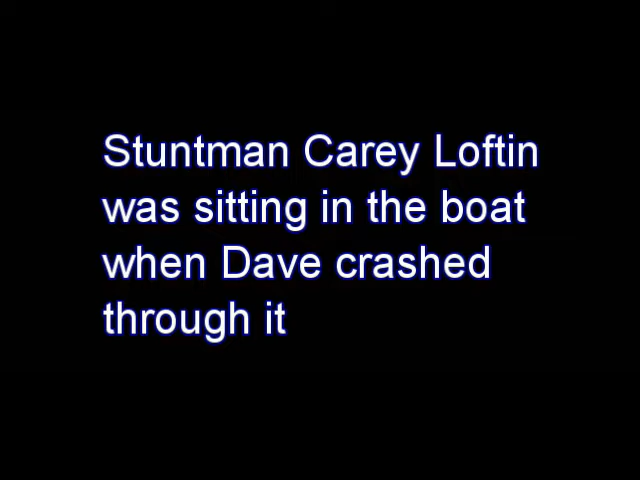 Stuntman Carey Loftin
was sitting in the boat
when Dave crashed
through it